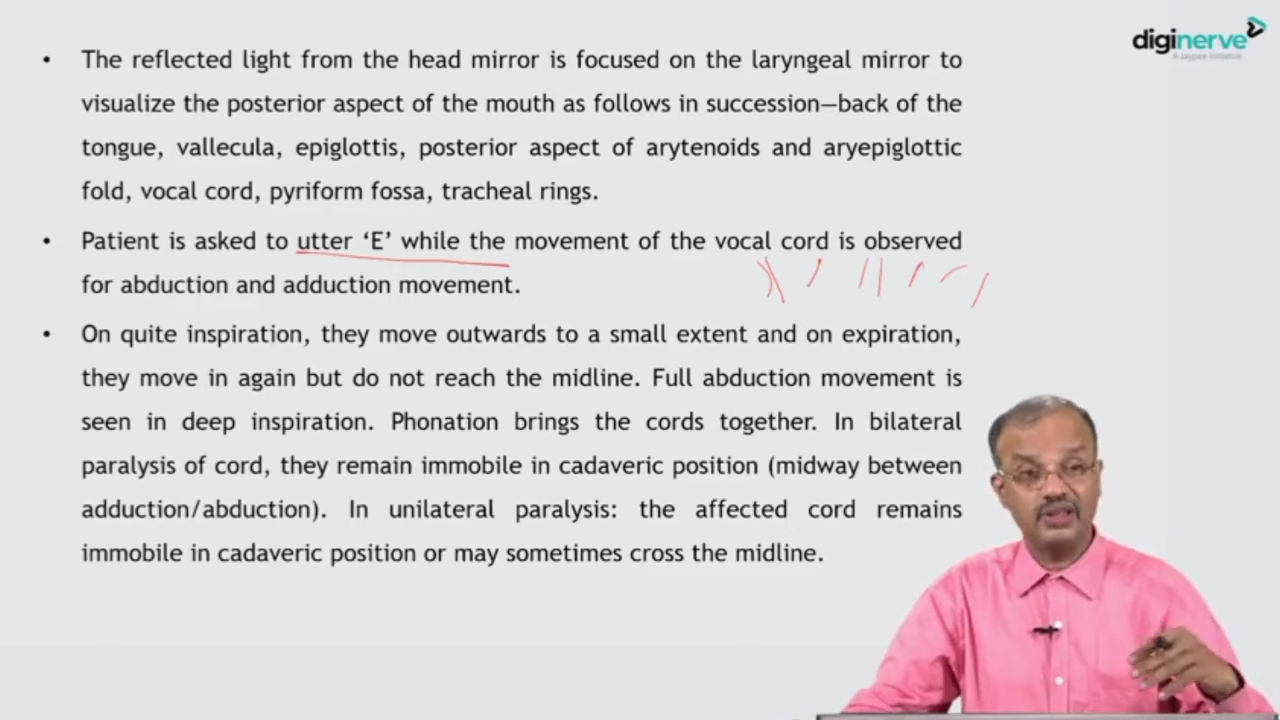 diginerve
A Jaypee Initiative
• The reflected light from the head mirror is focused on the laryngeal mirror to
visualize the posterior aspect of the mouth as follows in succession—back of the
tongue, vallecula, epiglottis, posterior aspect of arytenoids and aryepiglottic
fold, vocal cord, pyriform fossa, tracheal rings.
• Patient is asked to utter ‘E’ while the movement of the vocal cord is observed
for abduction and adduction movement.
• On quite inspiration, they move outwards to a small extent and on expiration,
they move in again but do not reach the midline. Full abduction movement is
seen in deep inspiration. Phonation brings the cords together. In bilateral
paralysis of cord, they remain immobile in cadaveric position (midway between
adduction/abduction). In unilateral paralysis: the affected cord remains
immobile in cadaveric position or may sometimes cross the midline.